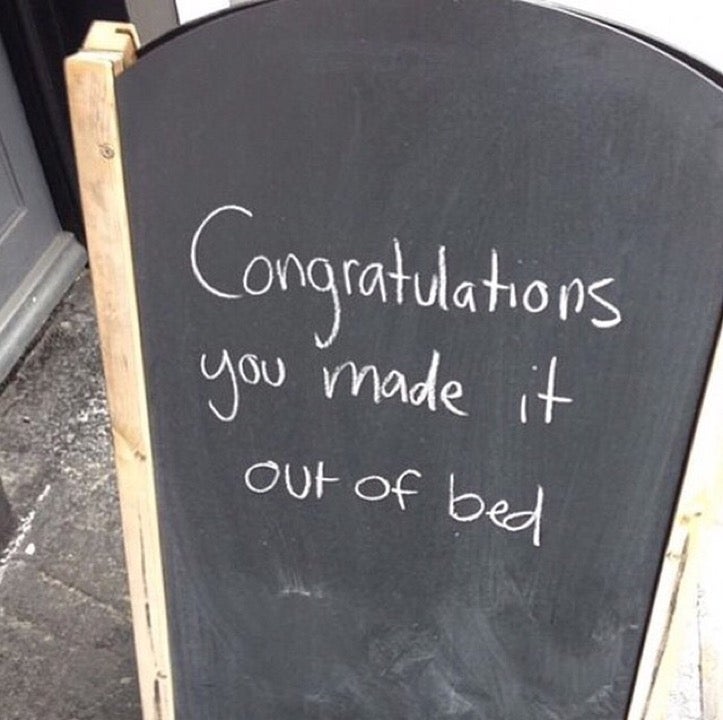 Congratulations
you made it
out of bed